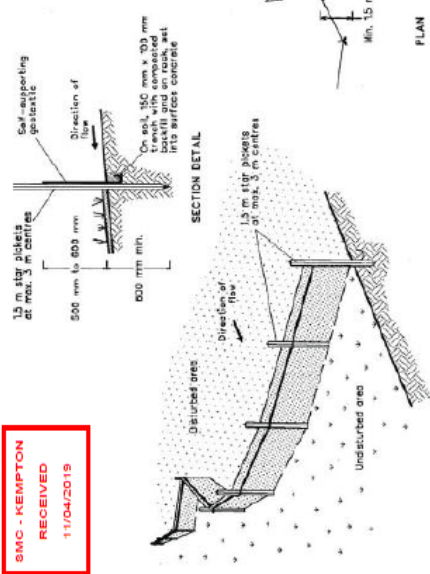 SMC - KEMPTON
RECEIVED
11/04/2019
1.5 m star pickets
at max. 3 m centres
Self-supporting
geotextile
Direction of
flow
500 mm to 600 mm
600 mm min.
On soil, 150 mm x 100 mm
trench with compacted
backfill and on rock, set
into surface concrete
SECTION DETAIL
Disturbed area
Direction of
flow
1.5 m star pickets
at max. 3 m centres
Undisturbed area
Min. 1.5 m
PLAN